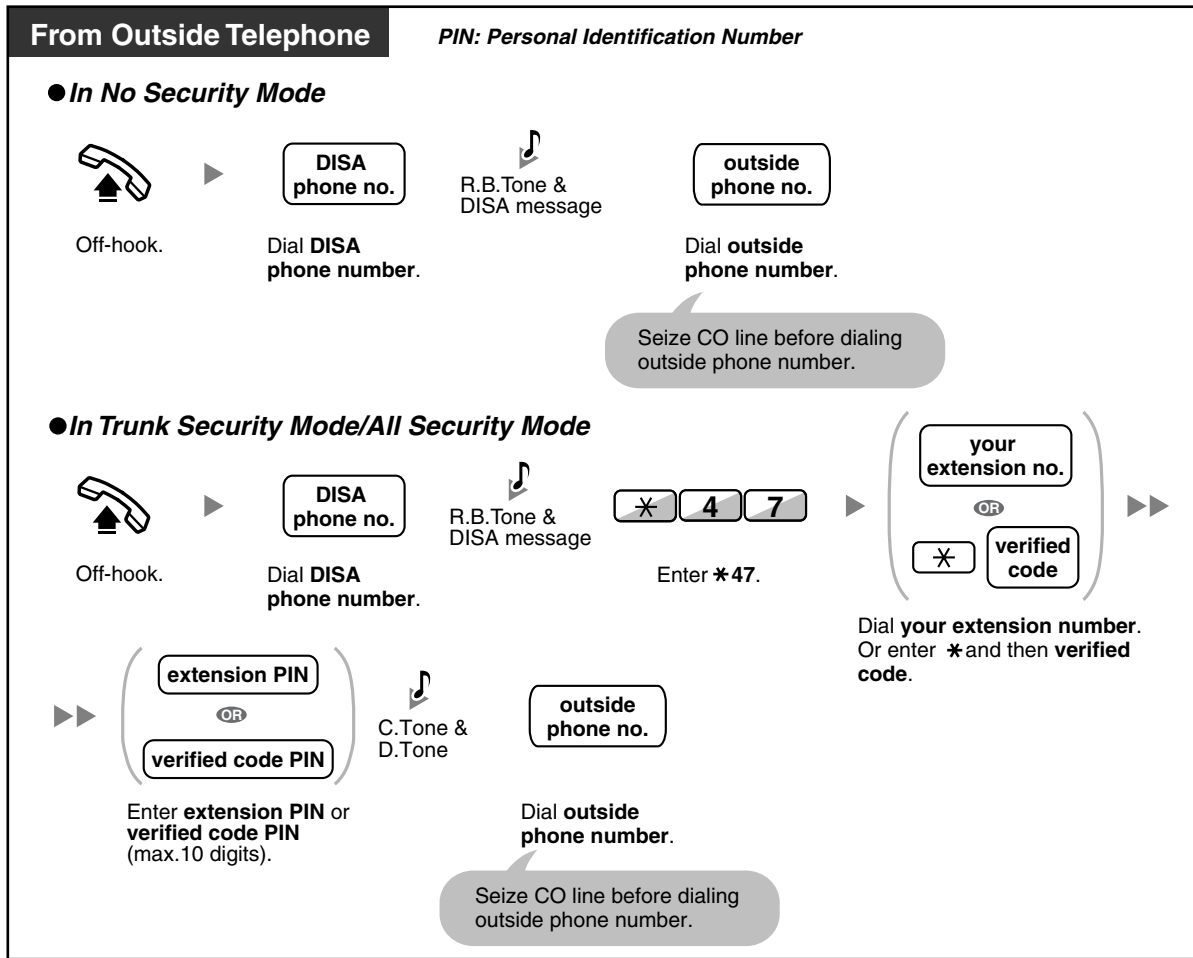 From Outside Telephone
PIN: Personal Identification Number
●In No Security Mode
DISA
phone no.
R.B.Tone &
DISA message
outside
phone no.
Off-hook.
Dial DISA
phone number.
Dial outside
phone number.
Seize CO line before dialing
outside phone number.
●In Trunk Security Mode/All Security Mode
DISA
phone no.
R.B.Tone &
DISA message
* 4 7
your
extension no.
OR
* verified
code
Off-hook.
Dial DISA
phone number.
Enter *47.
Dial your extension number.
Or enter * and then verified
code.
extension PIN
OR
verified code PIN
C.Tone &
D.Tone
outside
phone no.
Enter extension PIN or
verified code PIN
(max.10 digits).
Dial outside
phone number.
Seize CO line before dialing
outside phone number.